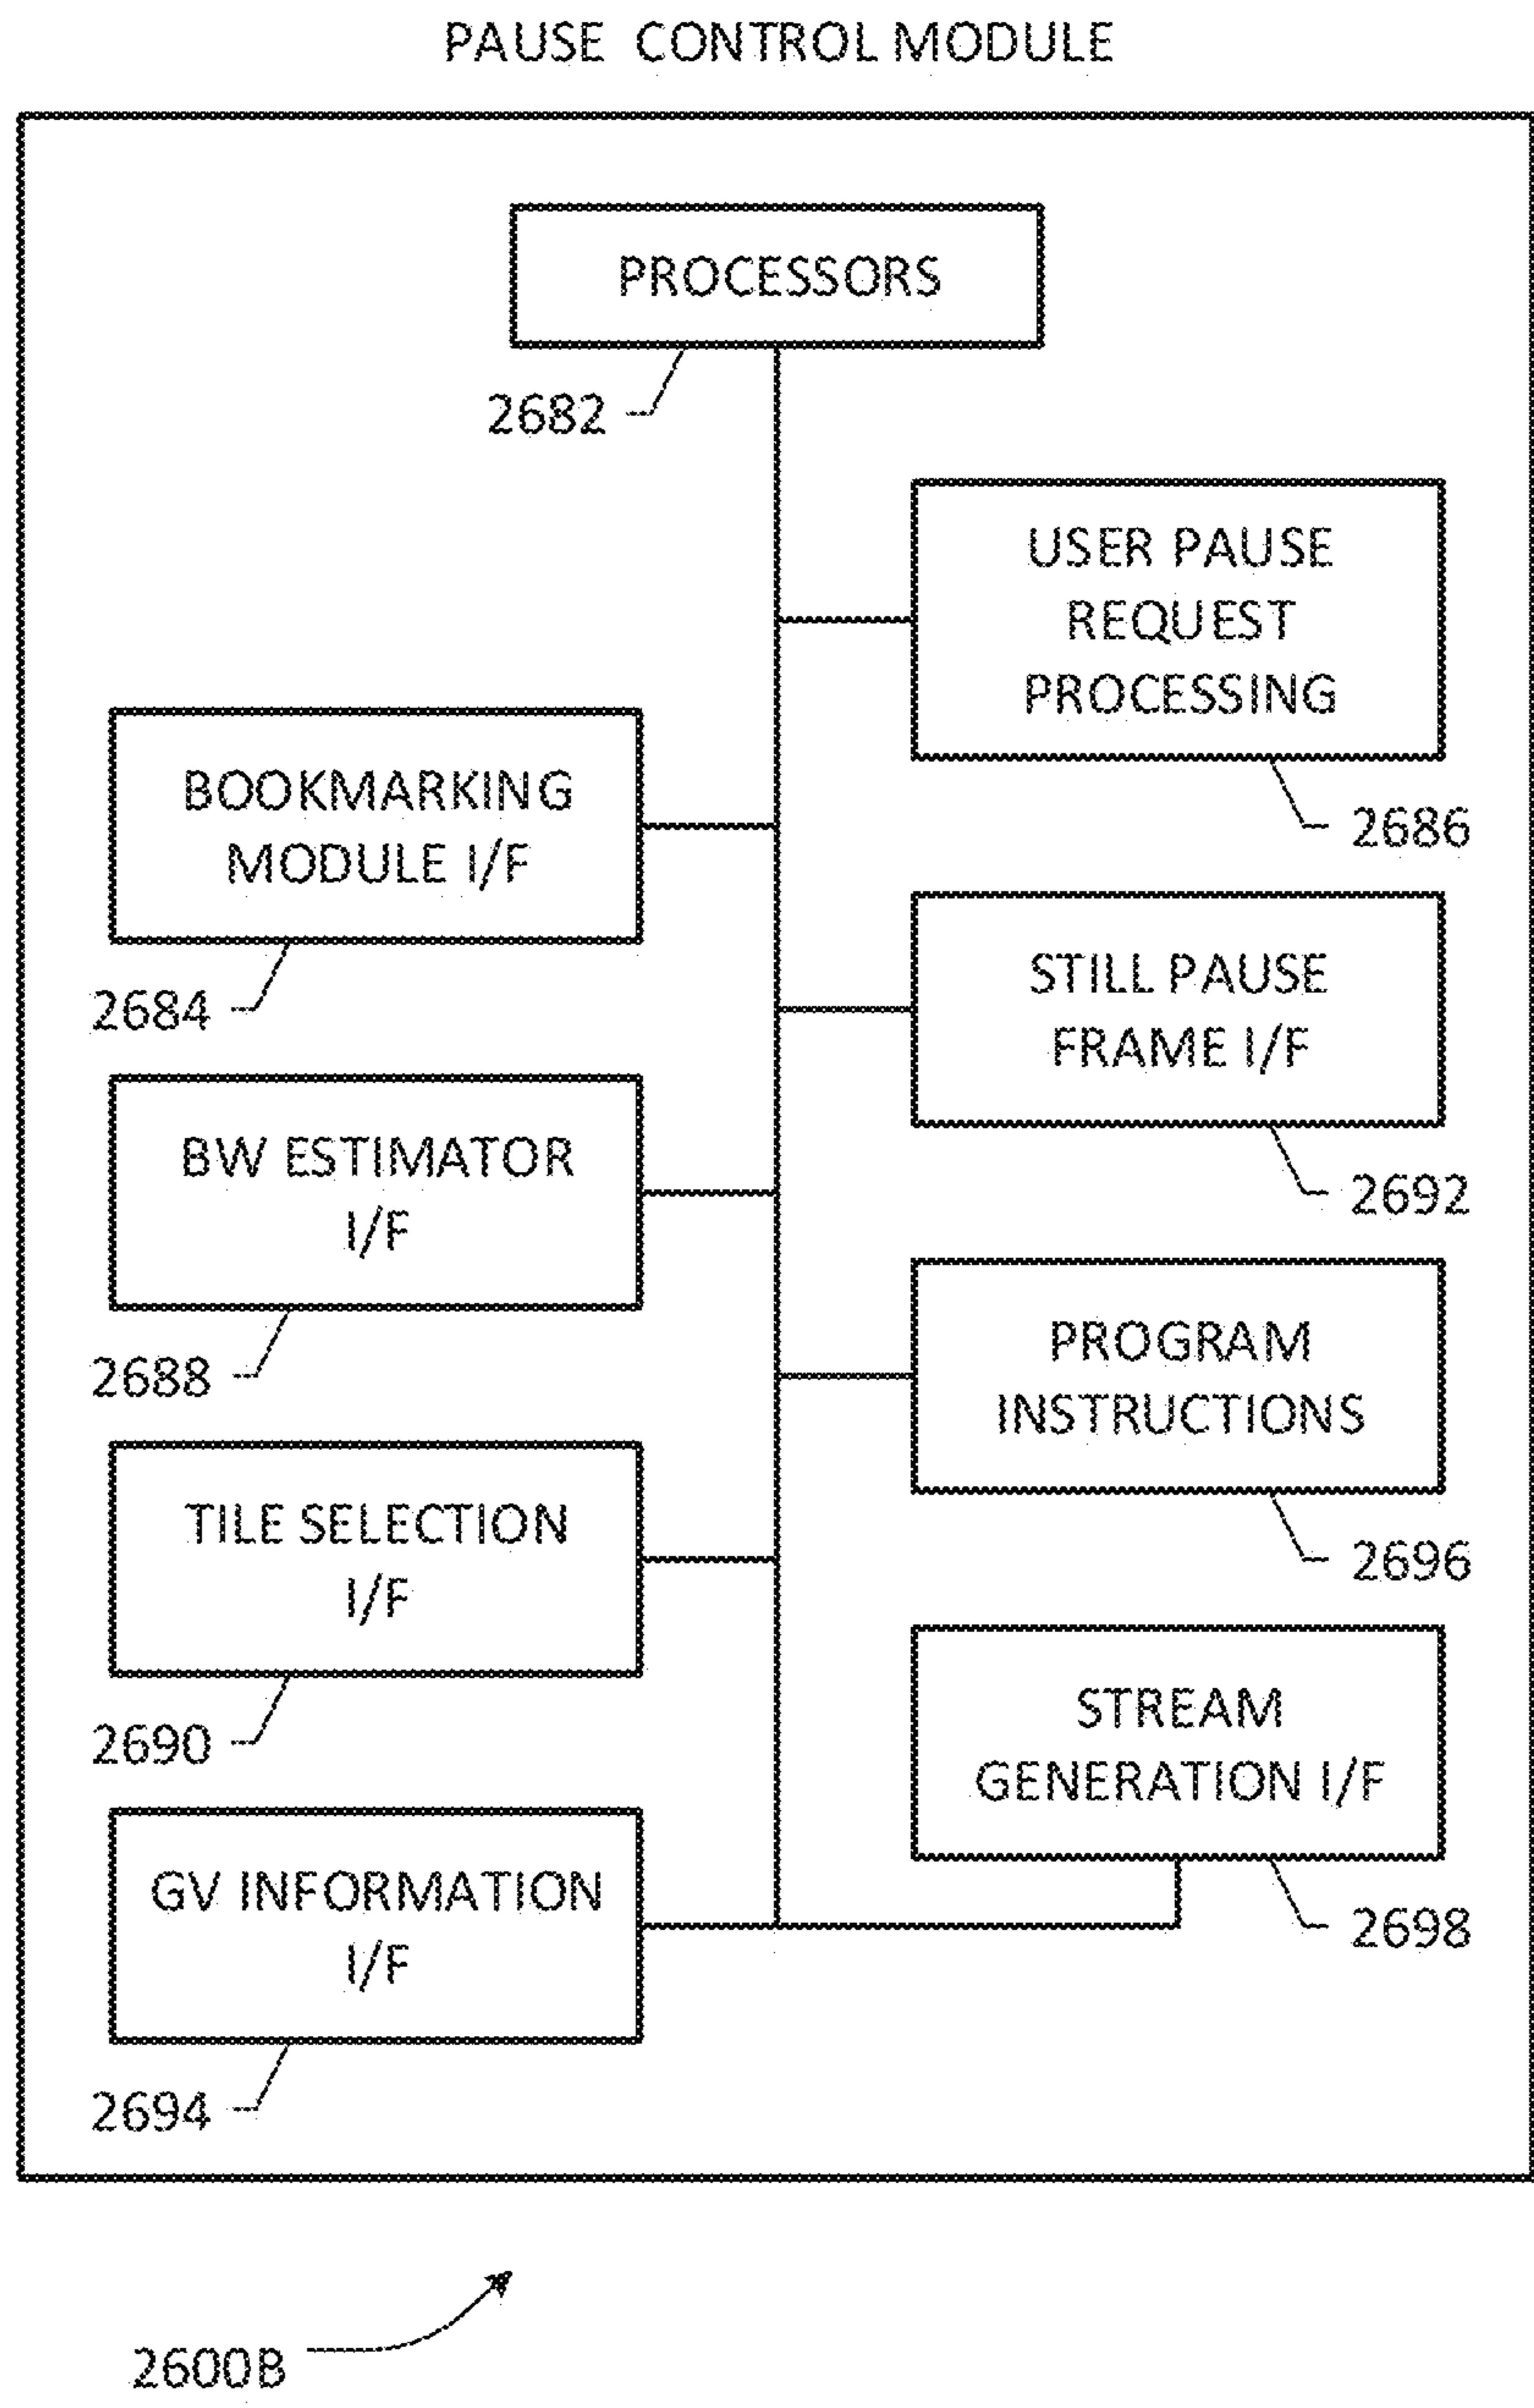 PAUSE CONTROL MODULE
PROCESSORS
2682
USER PAUSE
REQUEST
PROCESSING
2686
BOOKMARKING
MODULE I/F
2684
STILL PAUSE
FRAME I/F
2692
BW ESTIMATOR
I/F
2688
PROGRAM
INSTRUCTIONS
2696
TILE SELECTION
I/F
2690
STREAM
GENERATION I/F
2698
GV INFORMATION
I/F
2694
2600B